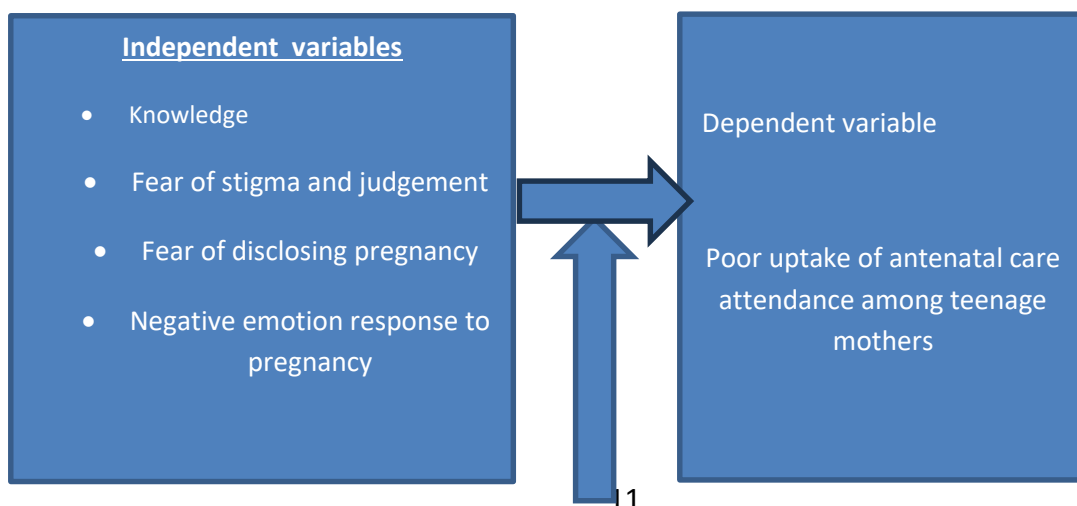 Independent variables
• Knowledge
• Fear of stigma and judgement
• Fear of disclosing pregnancy
• Negative emotion response to
pregnancy
Dependent variable
Poor uptake of antenatal care
attendance among teenage
mothers
11